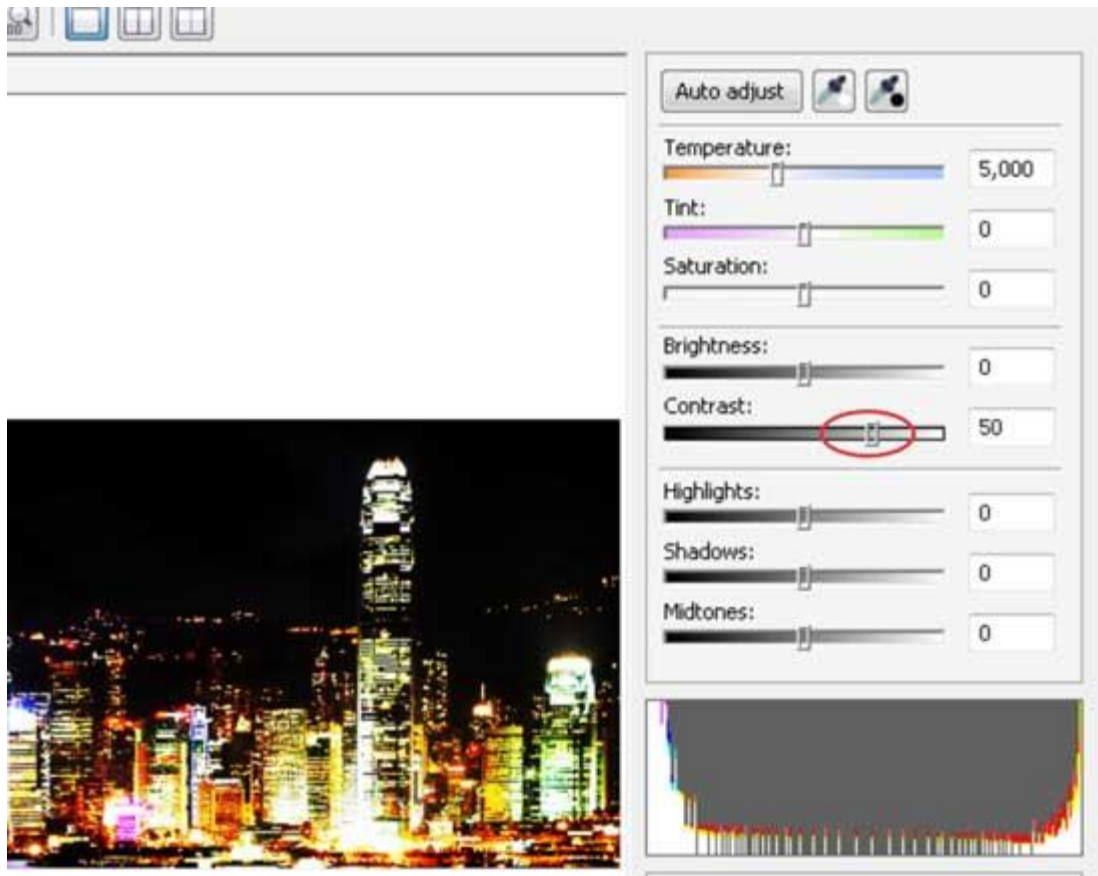 Auto adjust
Temperature:
5,000
Tint:
0
Saturation:
0
Brightness:
0
Contrast:
50
Highlights:
0
Shadows:
0
Midtones:
0